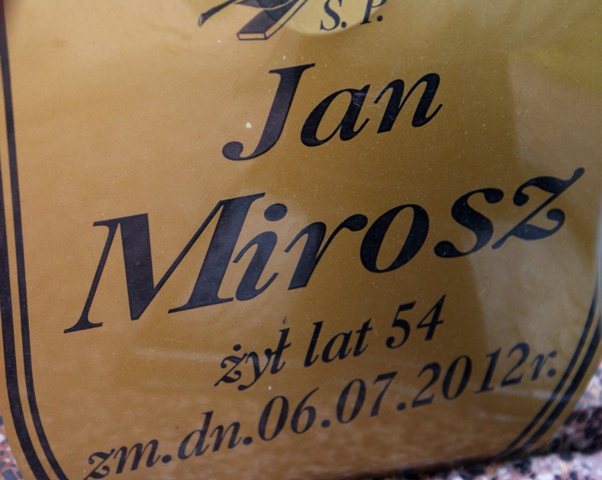 S. P.
Jan
Mirosz
żył lat 54
zm.dn.06.07.2012r.